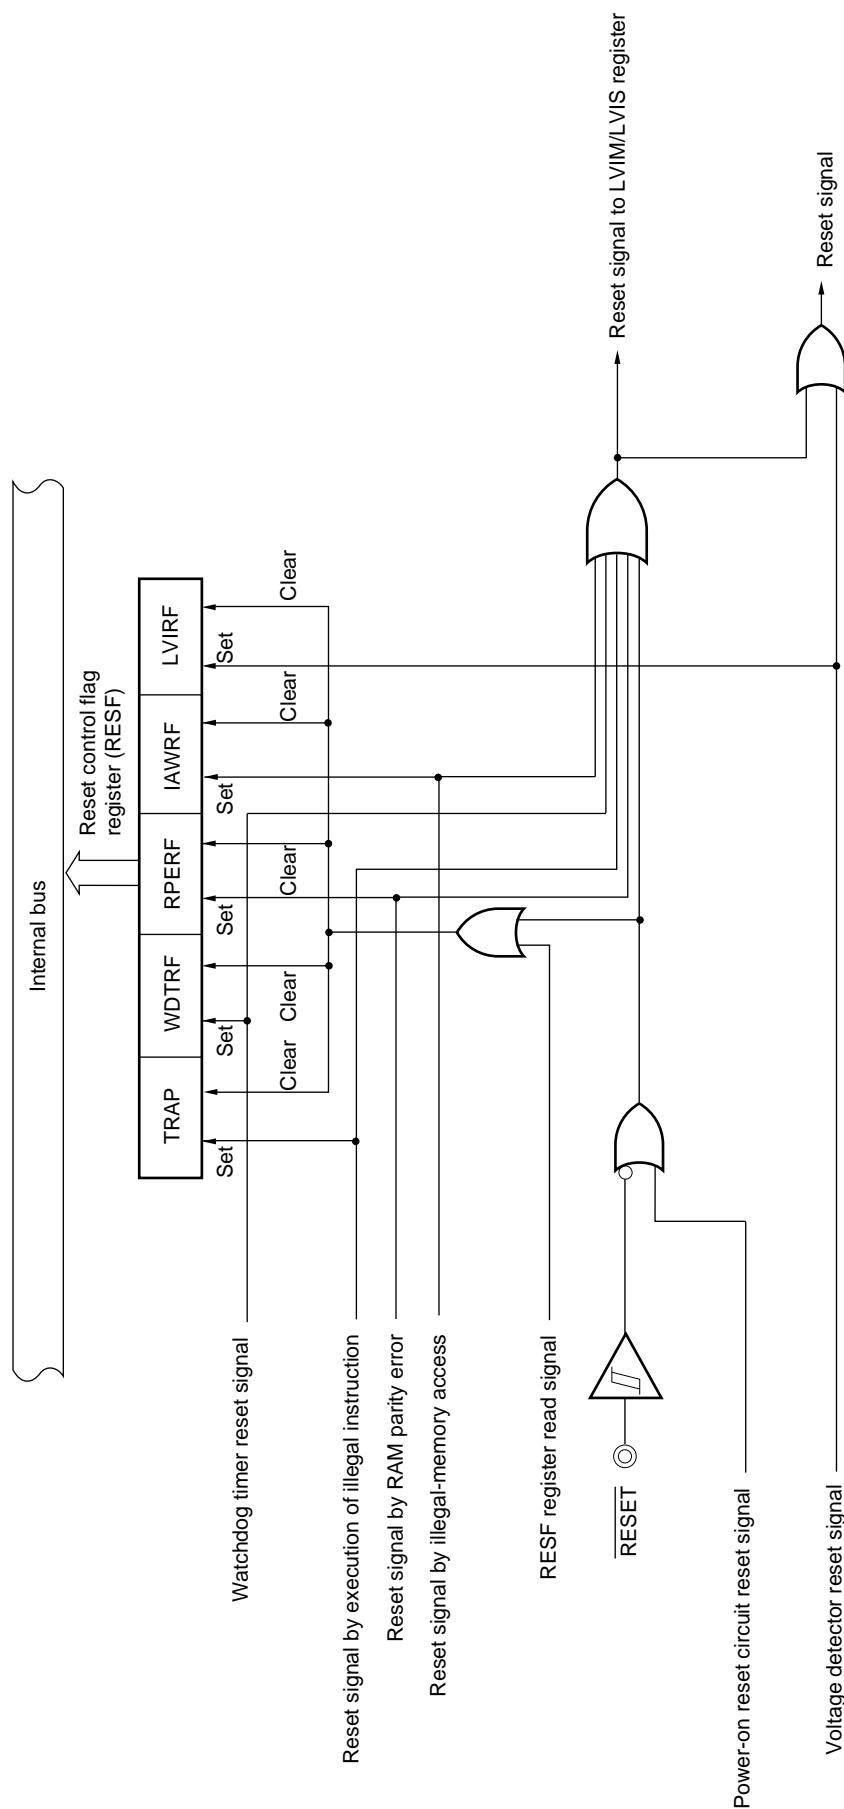 Internal bus
Reset control flag
register (RESF)
TRAP
WDTRF
RPERF
IAWRF
LVIRF
Set
Clear
Set
Clear
Set
Clear
Set
Clear
Set
Clear
Watchdog timer reset signal
Reset signal by execution of illegal instruction
Reset signal by RAM parity error
Reset signal by illegal-memory access
RESF register read signal
RESET
Power-on reset circuit reset signal
Voltage detector reset signal
Reset signal to LVIM/LVIS register
Reset signal